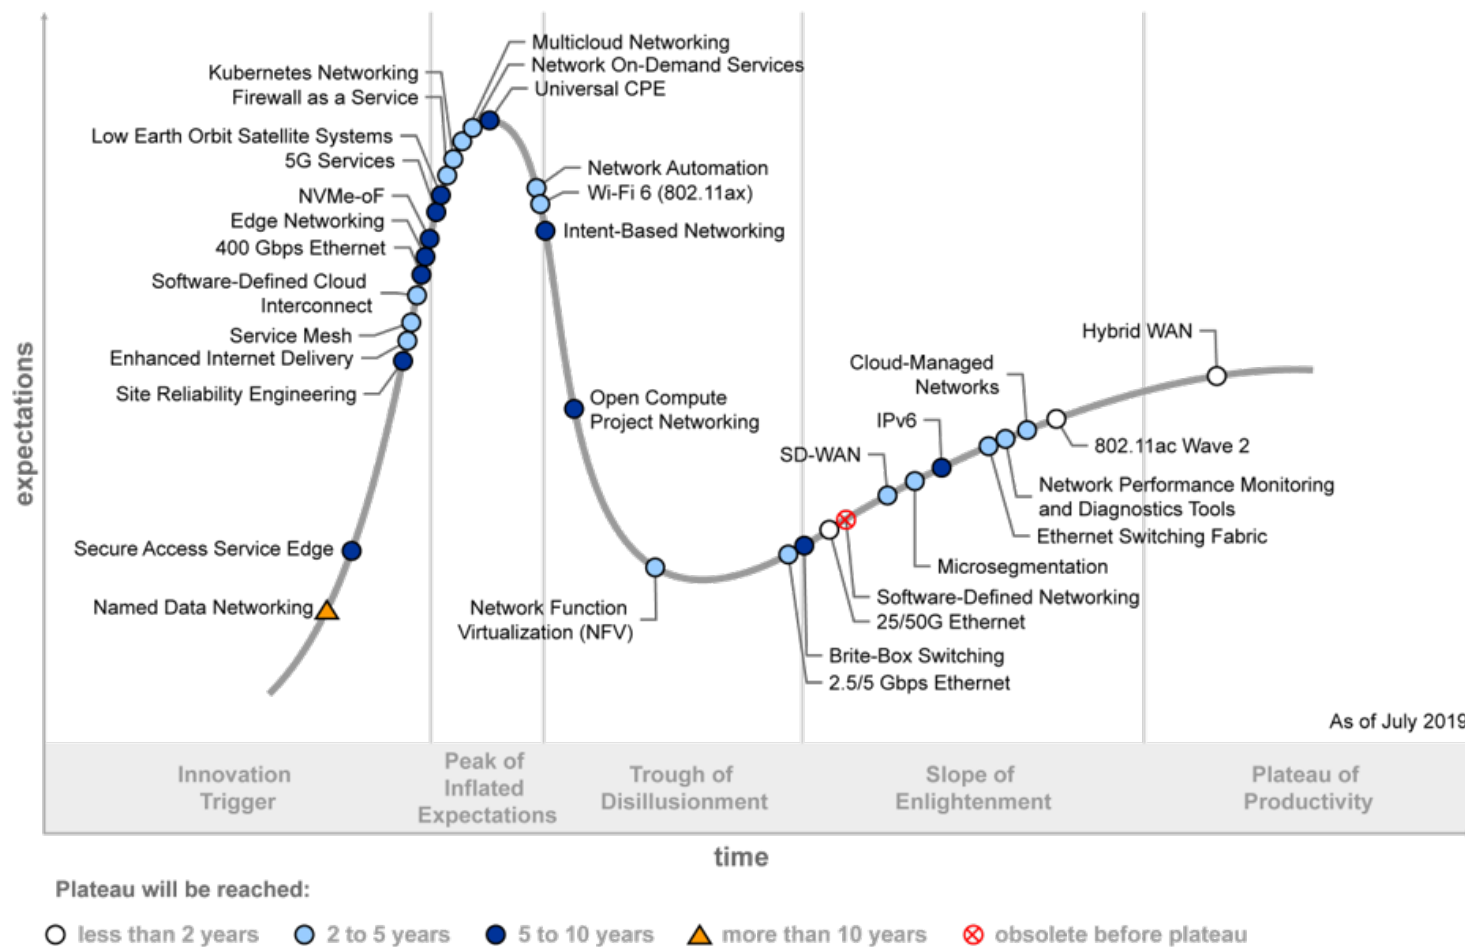 Multicloud Networking
Network On-Demand Services
Universal CPE
Kubernetes Networking
Firewall as a Service
Low Earth Orbit Satellite Systems
5G Services
NVMe-oF
Edge Networking
400 Gbps Ethernet
Software-Defined Cloud
Interconnect
Service Mesh
Enhanced Internet Delivery
Site Reliability Engineering
Secure Access Service Edge
Named Data Networking
Network Automation
Wi-Fi 6 (802.11ax)
Intent-Based Networking
Open Compute
Project Networking
Network Function
Virtualization (NFV)
Hybrid WAN
Cloud-Managed
Networks
IPv6
SD-WAN
802.11ac Wave 2
Network Performance Monitoring
and Diagnostics Tools
Ethernet Switching Fabric
Microsegmentation
Software-Defined Networking
25/50G Ethernet
Brite-Box Switching
2.5/5 Gbps Ethernet
As of July 2019
expectations
Innovation
Trigger
Peak of
Inflated
Expectations
Trough of
Disillusionment
Slope of
Enlightenment
Plateau of
Productivity
time
Plateau will be reached:
less than 2 years
2 to 5 years
5 to 10 years
more than 10 years
obsolete before plateau